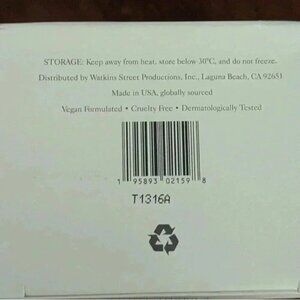 STORAGE: Keep away from heat, store below 30°C, and do not freeze.
Distributed by Watkins Street Productions, Inc., Laguna Beach, CA 92651
Made in USA, globally sourced
Vegan Formulated • Cruelty Free • Dermatologically Tested
1 95893 02159 8
T1316A